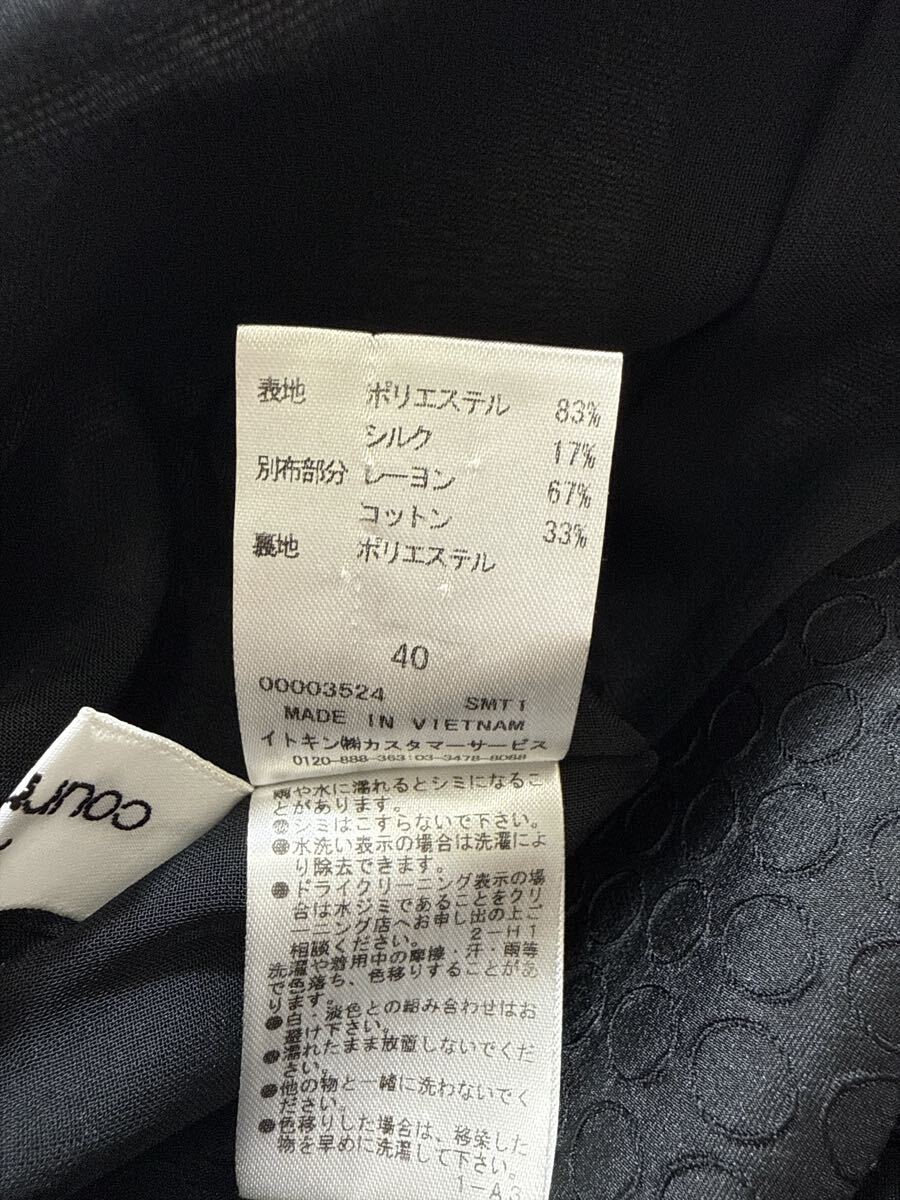 表地 ポリエステル 83%
シルク 17%
別布部分 レーヨン 67%
コットン 33%
裏地 ポリエステル
40
00003524 SMT1
MADE IN VIETNAM
イトキン㈱カスタマーサービス
0120-888-363:03-3478-8088
雨や水に濡れるとシミになるこ
とがあります。
●シミはこすらないで下さい。
●水洗い表示の場合は洗濯によ
り除去できます。
●ドライクリーニング表示の場
合は水ジミであることをクリ
ーニング店へお申し出の上ご
相談ください。 2-H1
洗濯や着用中の摩擦・汗・雨等
で色落ち、色移りすることがあ
ります。
●白・淡色との組み合わせはお
避け下さい。
●濡れたまま放置しないでくだ
さい。
●他の物と一緒に洗わないでく
ださい。
●色移りした場合は、移染した
物を早めに洗濯して下さい。
1-A3
courr